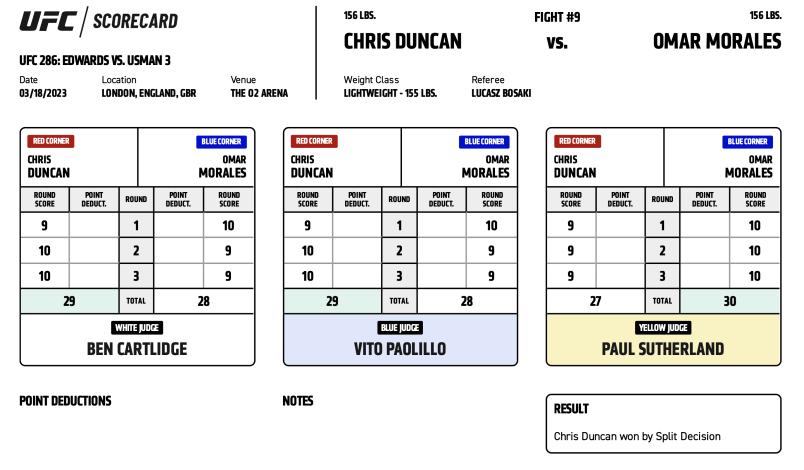 UFC / SCORECARD
UFC 286: EDWARDS VS. USMAN 3
Date Location Venue
03/18/2023 LONDON, ENGLAND, GBR THE O2 ARENA
156 LBS. FIGHT #9 156 LBS.
CHRIS DUNCAN VS. OMAR MORALES
Weight Class Referee
LIGHTWEIGHT - 155 LBS. LUCASZ BOSAKI
RED CORNER BLUE CORNER
CHRIS OMAR
DUNCAN MORALES
ROUND POINT ROUND POINT ROUND
SCORE DEDUCT. DEDUCT. SCORE
9 1 10
10 2 9
10 3 9
29 TOTAL 28
WHITE JUDGE
BEN CARTLIDGE
RED CORNER BLUE CORNER
CHRIS OMAR
DUNCAN MORALES
ROUND POINT ROUND POINT ROUND
SCORE DEDUCT. DEDUCT. SCORE
9 1 10
10 2 9
10 3 9
29 TOTAL 28
BLUE JUDGE
VITO PAOLILLO
RED CORNER BLUE CORNER
CHRIS OMAR
DUNCAN MORALES
ROUND POINT ROUND POINT ROUND
SCORE DEDUCT. DEDUCT. SCORE
9 1 10
9 2 10
9 3 10
27 TOTAL 30
YELLOW JUDGE
PAUL SUTHERLAND
POINT DEDUCTIONS
NOTES
RESULT
Chris Duncan won by Split Decision